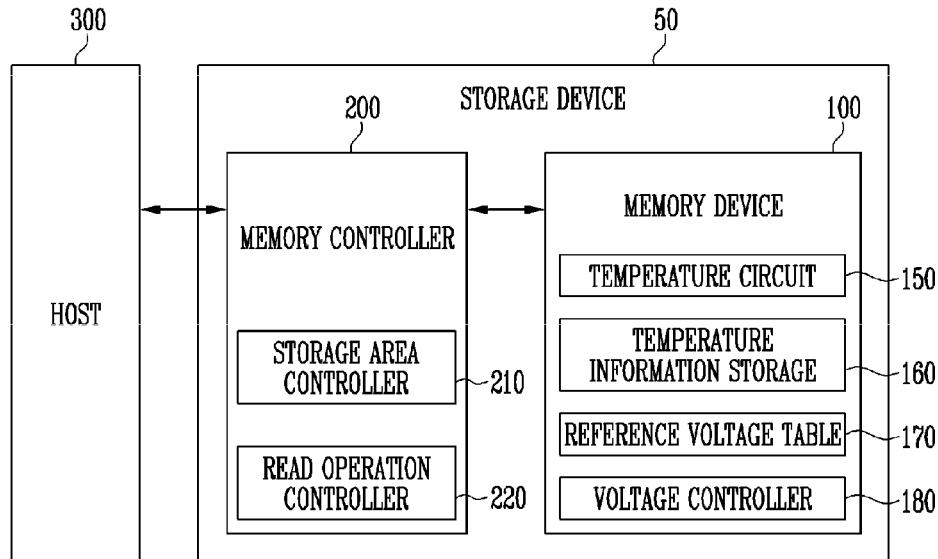 300
50
STORAGE DEVICE
200
100
MEMORY CONTROLLER
MEMORY DEVICE
TEMPERATURE CIRCUIT
150
HOST
TEMPERATURE
INFORMATION STORAGE
160
STORAGE AREA
CONTROLLER
210
REFERENCE VOLTAGE TABLE
170
READ OPERATION
CONTROLLER
220
VOLTAGE CONTROLLER
180